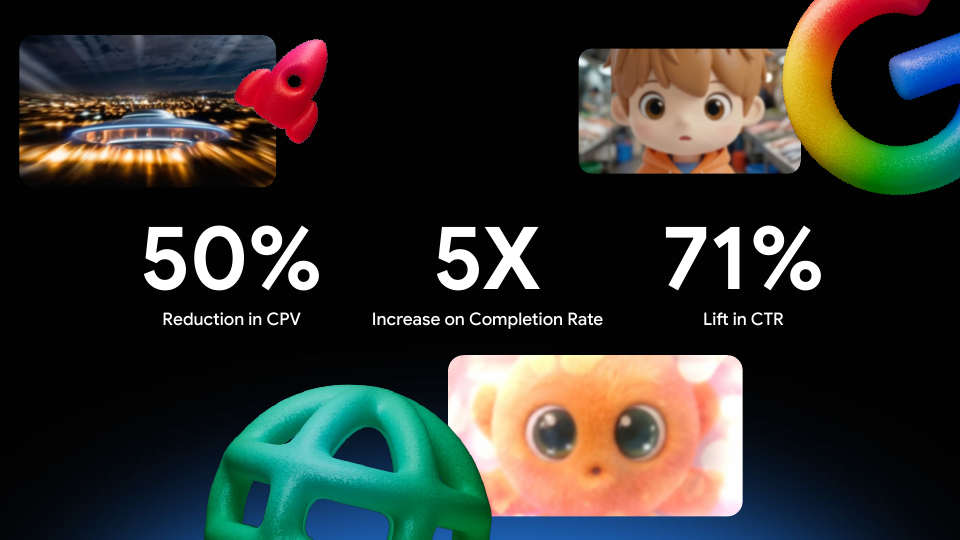 50%
5X
71%
Reduction in CPV
Increase on Completion Rate
Lift in CTR